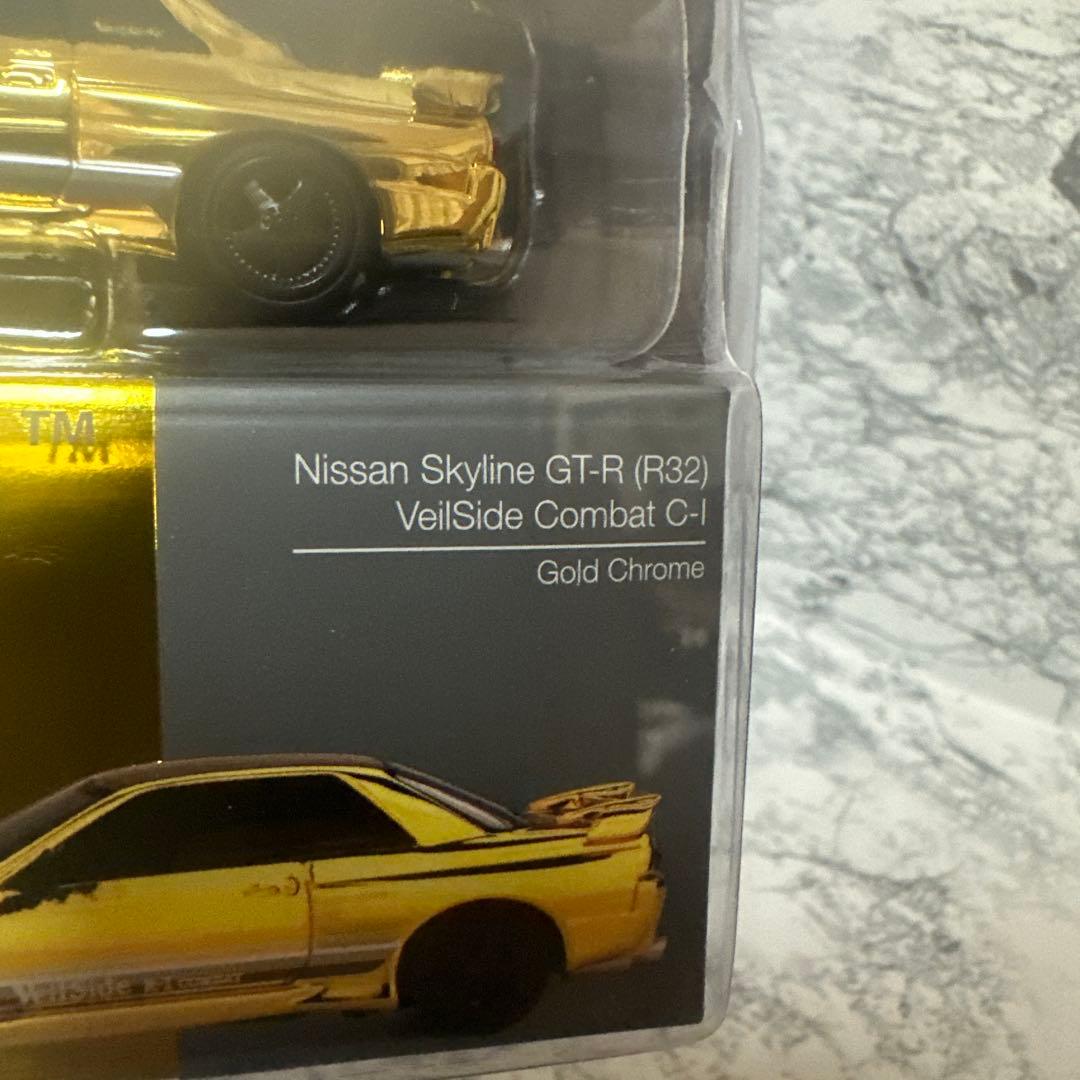 TM
Nissan Skyline GT-R (R32)
VeilSide Combat C-I
Gold Chrome
VeilSide